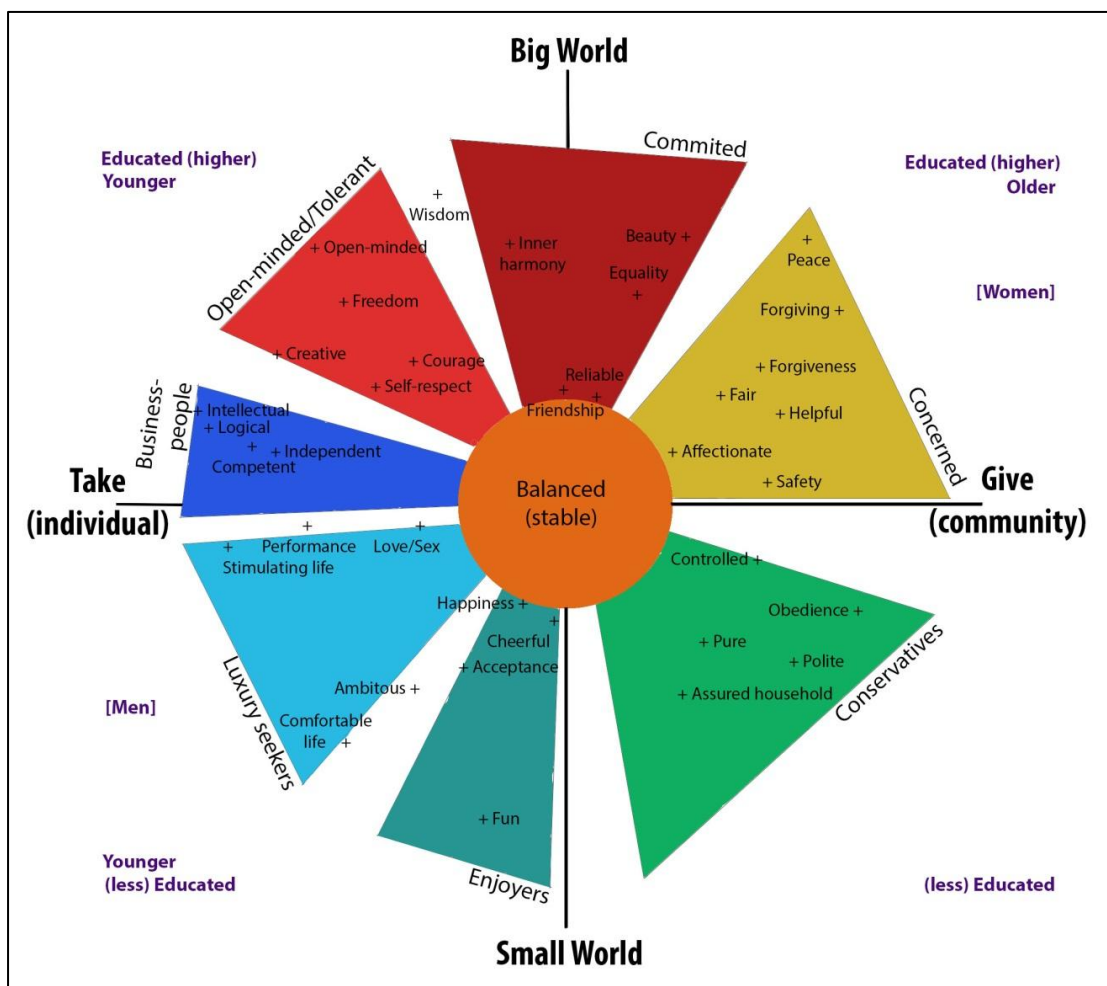 Big World
Commited
Educated (higher)
Younger
Educated (higher)
Older
Open-minded/Tolerant
+
Wisdom
+ Inner
harmony
Beauty +
Equality
+
+
Peace
[Women]
+ Open-minded
Forgiving +
+ Freedom
+ Creative
+ Courage
+ Self-respect
Reliable
+
+
Friendship
+ Forgiveness
+ Fair
+ Helpful
Concerned
Business-
people
+ Intellectual
+ Logical
+
Competent
+ Independent
+ Affectionate
+ Safety
Take
(individual)
Balanced
(stable)
Give
(community)
+
Performance
+
Love/Sex
+
Stimulating life
Controlled +
Happiness +
+
Cheerful
+ Acceptance
Obedience +
+ Pure
+ Polite
+ Assured household
Conservatives
Ambitous +
Comfortable
life +
Luxury seekers
[Men]
+ Fun
Enjoyers
Younger
(less) Educated
(less) Educated
Small World